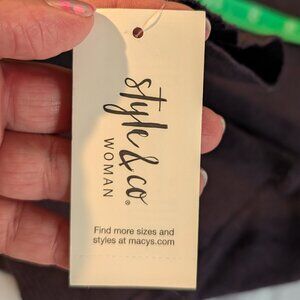 style & co®
WOMAN
Find more sizes and
styles at macys.com